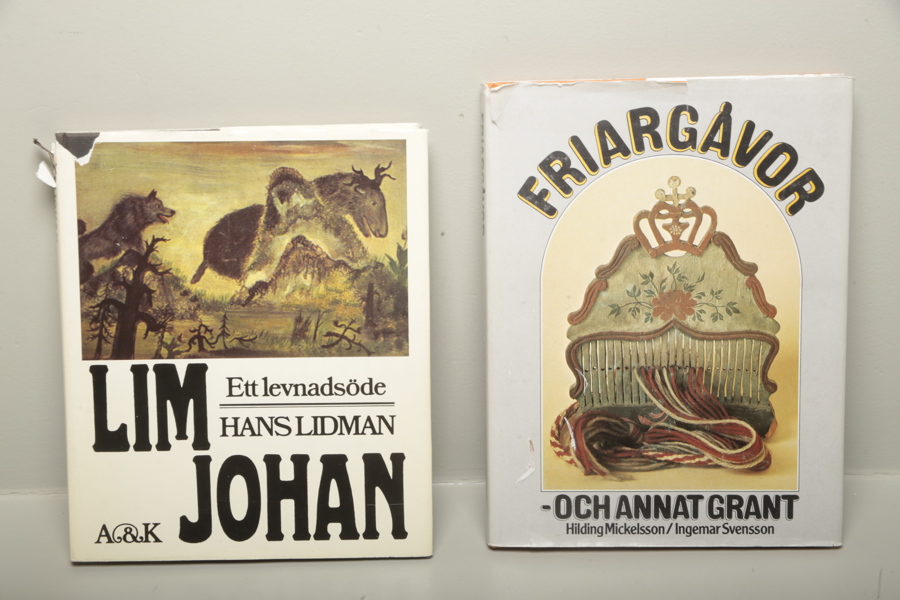 LIM
Ett levnadsöde
HANS LIDMAN
JOHAN
A&K
FRIARGÅVOR
-OCH ANNAT GRANT
Hilding Mickelsson/Ingemar Svensson